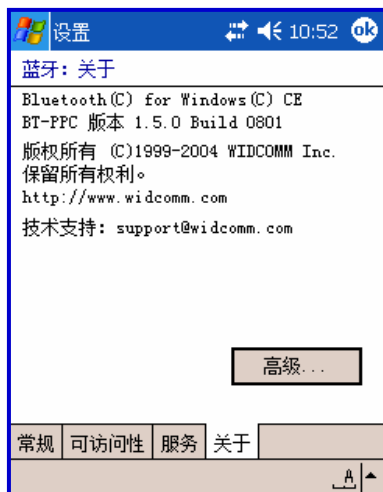 设置 10:52 ok
蓝牙: 关于
Bluetooth(C) for Windows(C) CE
BT-PPC 版本 1.5.0 Build 0801
版权所有 (C)1999-2004 WIDCOMM Inc.
保留所有权利。
http://www.widcomm.com
技术支持: support@widcomm.com
高级...
常规 可访问性 服务 关于
A